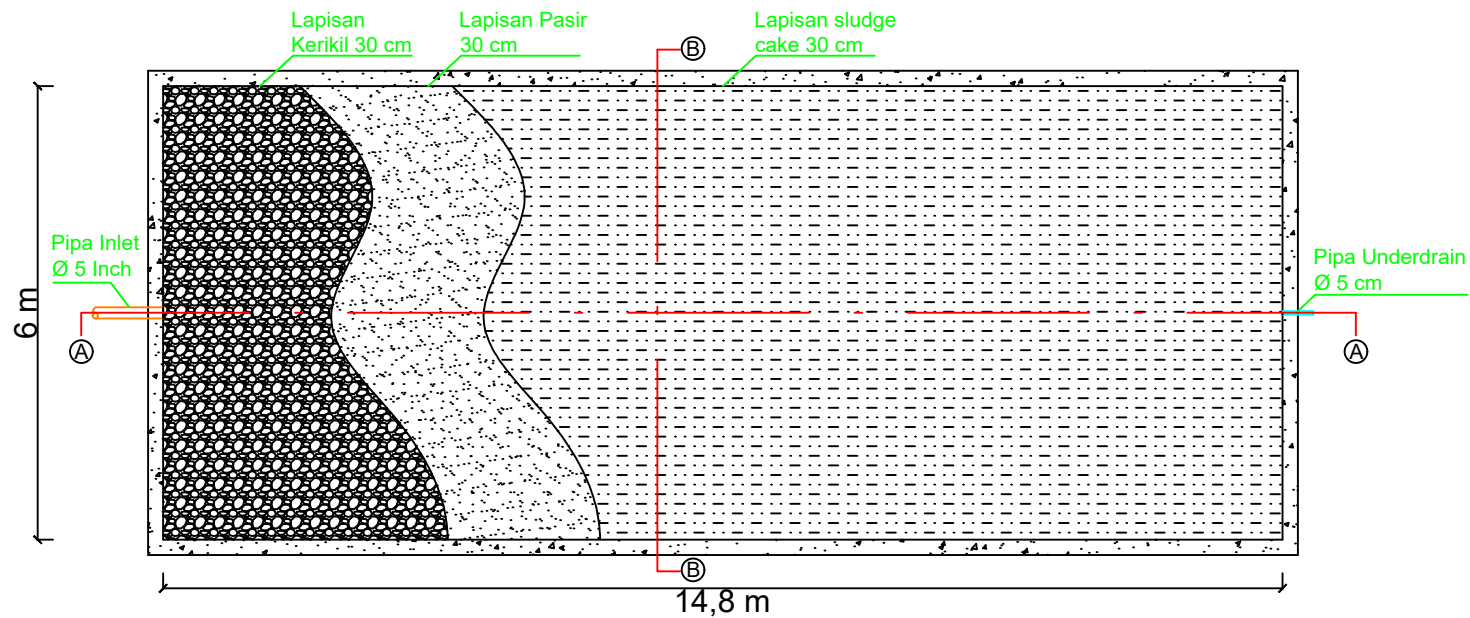 Lapisan
Kerikil 30 cm
Lapisan Pasir
30 cm
Lapisan sludge
cake 30 cm
B
Pipa Inlet
Ø 5 Inch
Pipa Underdrain
Ø 5 cm
6 m
A
A
B
14,8 m